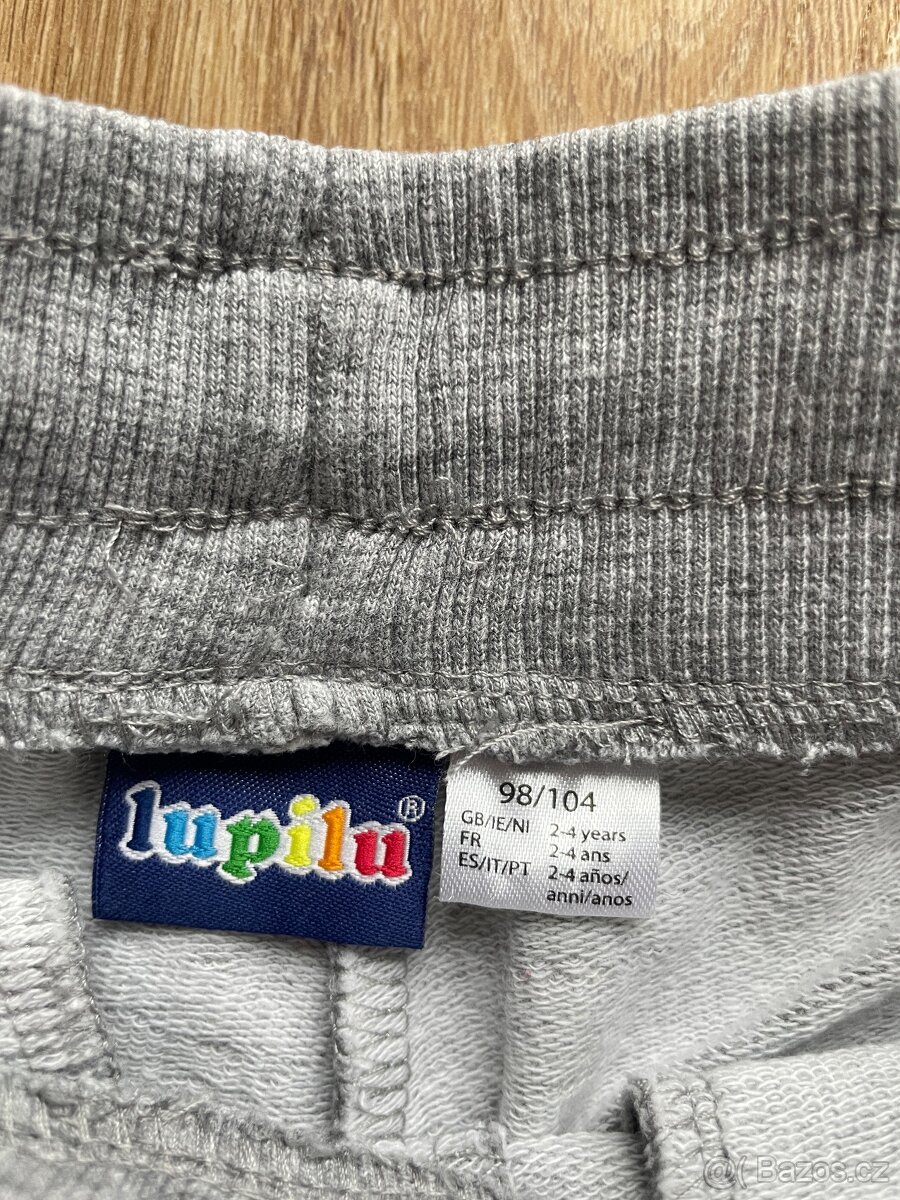 lupilu®
98/104
GB/IE/NI 2-4 years
FR 2-4 ans
ES/IT/PT 2-4 años/
anni/anos
@( Bazos.cz